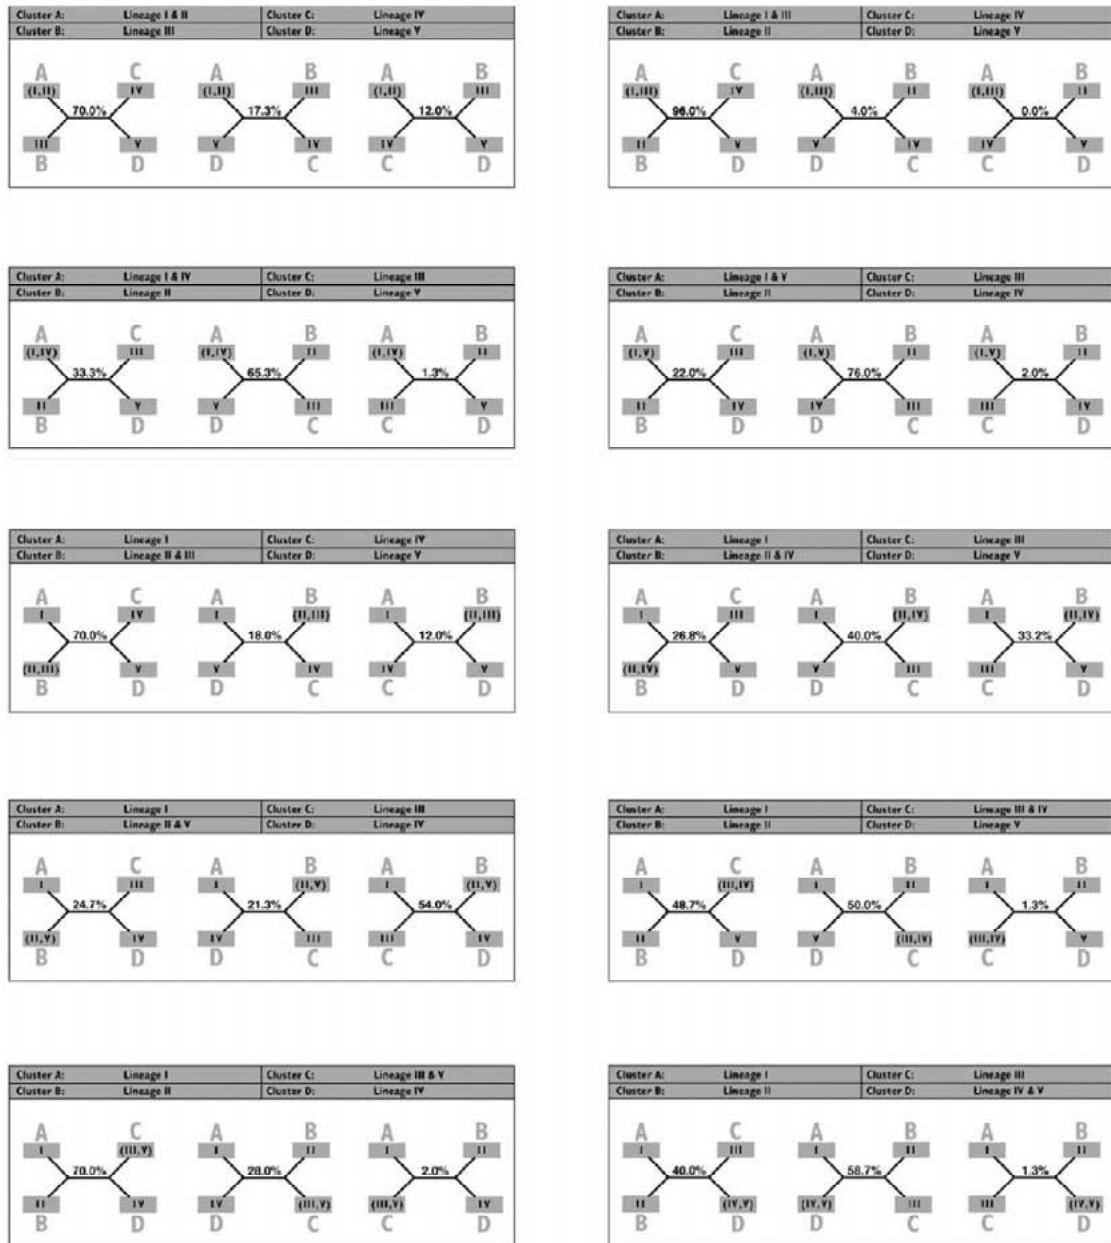 Cluster A: Lineage I & II Cluster C: Lineage IV
Cluster B: Lineage III Cluster D: Lineage V
A C A B A B
(I,II) IV (I,II) III (I,II) III
70.0% 17.3% 12.0%
III V V IV IV V
B D D C C D
Cluster A: Lineage I & III Cluster C: Lineage IV
Cluster B: Lineage II Cluster D: Lineage V
A C A B A B
(I,III) IV (I,III) II (I,III) II
96.0% 4.0% 0.0%
II V V IV IV V
B D D C C D
Cluster A: Lineage I & IV Cluster C: Lineage III
Cluster B: Lineage II Cluster D: Lineage V
A C A B A B
(I,IV) III (I,IV) II (I,IV) II
33.3% 65.3% 1.3%
II V V III III V
B D D C C D
Cluster A: Lineage I & V Cluster C: Lineage III
Cluster B: Lineage II Cluster D: Lineage IV
A C A B A B
(I,V) III (I,V) II (I,V) II
22.0% 76.0% 2.0%
II IV IV III III IV
B D D C C D
Cluster A: Lineage I Cluster C: Lineage IV
Cluster B: Lineage II & III Cluster D: Lineage V
A C A B A B
I IV I (II,III) I (II,III)
70.0% 18.0% 12.0%
(II,III) V V IV IV V
B D D C C D
Cluster A: Lineage I Cluster C: Lineage III
Cluster B: Lineage II & IV Cluster D: Lineage V
A C A B A B
I III I (II,IV) I (II,IV)
26.8% 40.0% 33.2%
(II,IV) V V III III V
B D D C C D
Cluster A: Lineage I Cluster C: Lineage III
Cluster B: Lineage II & V Cluster D: Lineage IV
A C A B A B
I III I (II,V) I (II,V)
24.7% 21.3% 54.0%
(II,V) IV IV III III IV
B D D C C D
Cluster A: Lineage I Cluster C: Lineage III & IV
Cluster B: Lineage II Cluster D: Lineage V
A C A B A B
I (III,IV) I II I II
48.7% 50.0% 1.3%
II V V (III,IV) (III,IV) V
B D D C C D
Cluster A: Lineage I Cluster C: Lineage III & V
Cluster B: Lineage II Cluster D: Lineage IV
A C A B A B
I (III,V) I II I II
70.0% 28.0% 2.0%
II IV IV (III,V) (III,V) IV
B D D C C D
Cluster A: Lineage I Cluster C: Lineage III
Cluster B: Lineage II Cluster D: Lineage IV & V
A C A B A B
I III I II I II
40.0% 58.7% 1.3%
II (IV,V) (IV,V) III III (IV,V)
B D D C C D